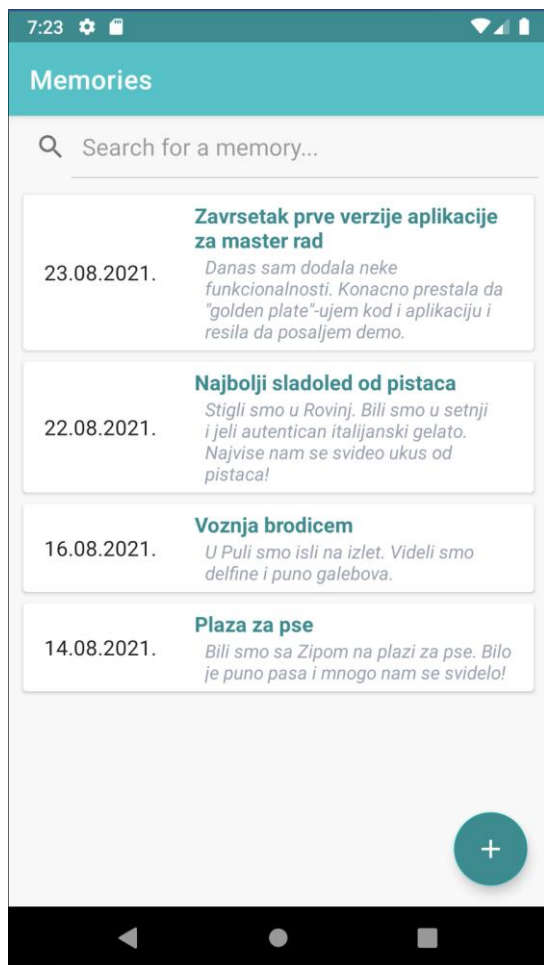 7:23
Memories
Search for a memory...
Zavrsetak prve verzije aplikacije
za master rad
23.08.2021.
Danas sam dodala neke
funkcionalnosti. Konacno prestala da
"golden plate"-ujem kod i aplikaciju i
resila da posaljem demo.
Najbolji sladoled od pistaca
22.08.2021.
Stigli smo u Rovinj. Bili smo u setnji
i jeli autentican italijanski gelato.
Najvise nam se svideo ukus od
pistaca!
Voznja brodicem
16.08.2021.
U Puli smo isli na izlet. Videli smo
delfine i puno galebova.
Plaza za pse
14.08.2021.
Bili smo sa Zipom na plazi za pse. Bilo
je puno pasa i mnogo nam se svidelo!
+